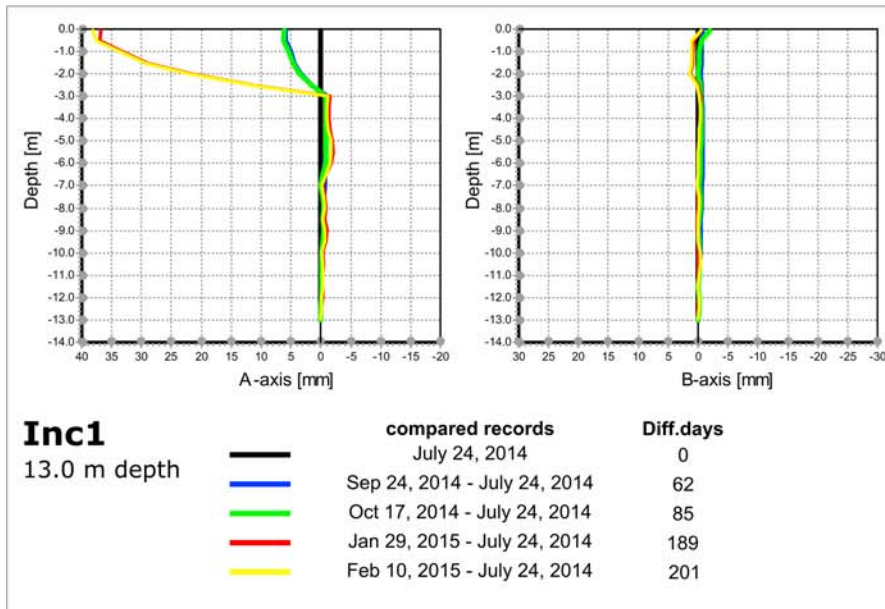 0.0
-1.0
-2.0
-3.0
-4.0
-5.0
-6.0
-7.0
-8.0
-9.0
-10.0
-11.0
-12.0
-13.0
-14.0
Depth [m]
40 35 30 25 20 15 10 5 0 -5 -10 -15 -20
A-axis [mm]
0.0
-1.0
-2.0
-3.0
-4.0
-5.0
-6.0
-7.0
-8.0
-9.0
-10.0
-11.0
-12.0
-13.0
-14.0
Depth [m]
30 25 20 15 10 5 0 -5 -10 -15 -20 -25 -30
B-axis [mm]
Inc1
13.0 m depth
compared records Diff.days
July 24, 2014 0
Sep 24, 2014 - July 24, 2014 62
Oct 17, 2014 - July 24, 2014 85
Jan 29, 2015 - July 24, 2014 189
Feb 10, 2015 - July 24, 2014 201